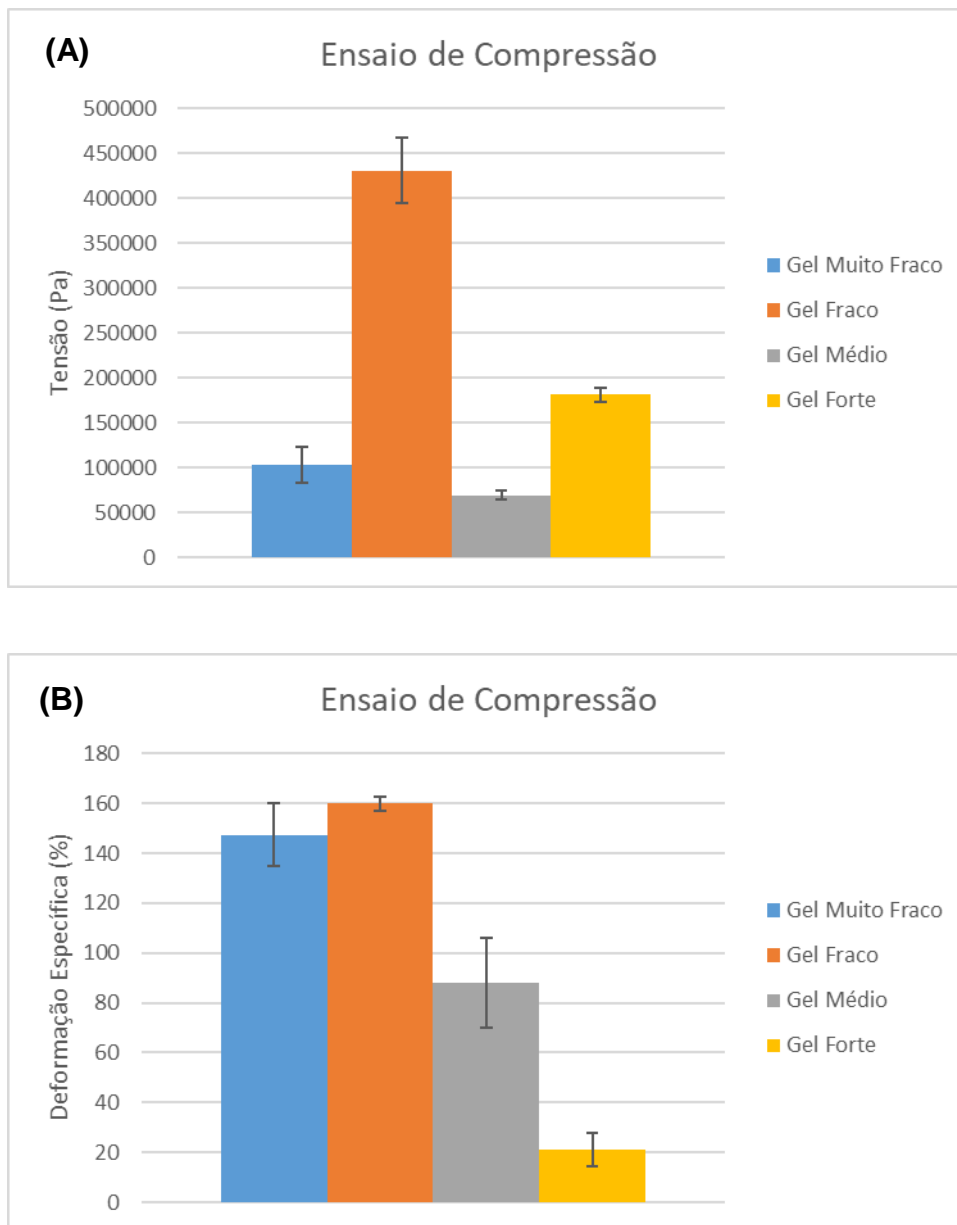 (A)
Ensaio de Compressão
Tensão (Pa)
500000
450000
400000
350000
300000
250000
200000
150000
100000
50000
0
Gel Muito Fraco
Gel Fraco
Gel Médio
Gel Forte
(B)
Ensaio de Compressão
Deformação Específica (%)
180
160
140
120
100
80
60
40
20
0
Gel Muito Fraco
Gel Fraco
Gel Médio
Gel Forte